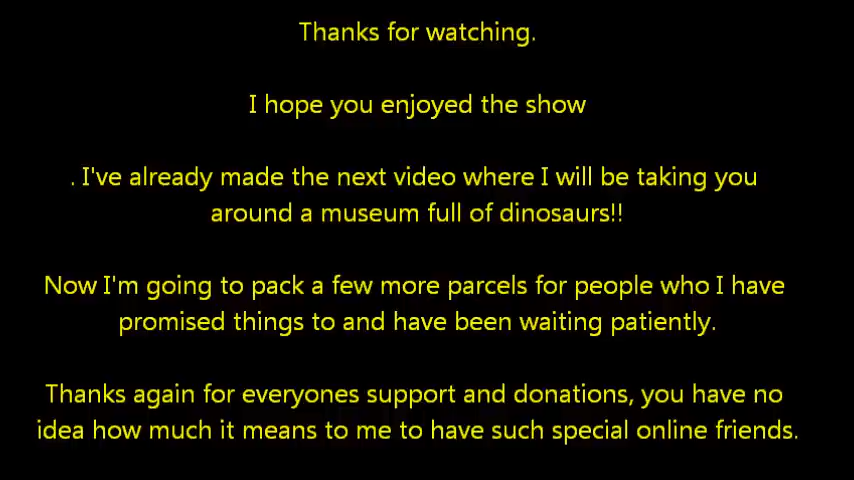 Thanks for watching.
I hope you enjoyed the show
. I've already made the next video where I will be taking you
around a museum full of dinosaurs!!
Now I'm going to pack a few more parcels for people who I have
promised things to and have been waiting patiently.
Thanks again for everyones support and donations, you have no
idea how much it means to me to have such special online friends.